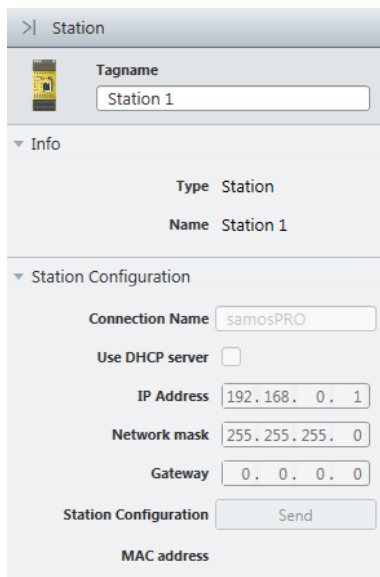 >| Station
Tagname
Station 1
Info
Type Station
Name Station 1
Station Configuration
Connection Name samosPRO
Use DHCP server
IP Address 192.168. 0. 1
Network mask 255.255.255. 0
Gateway 0. 0. 0. 0
Station Configuration Send
MAC address